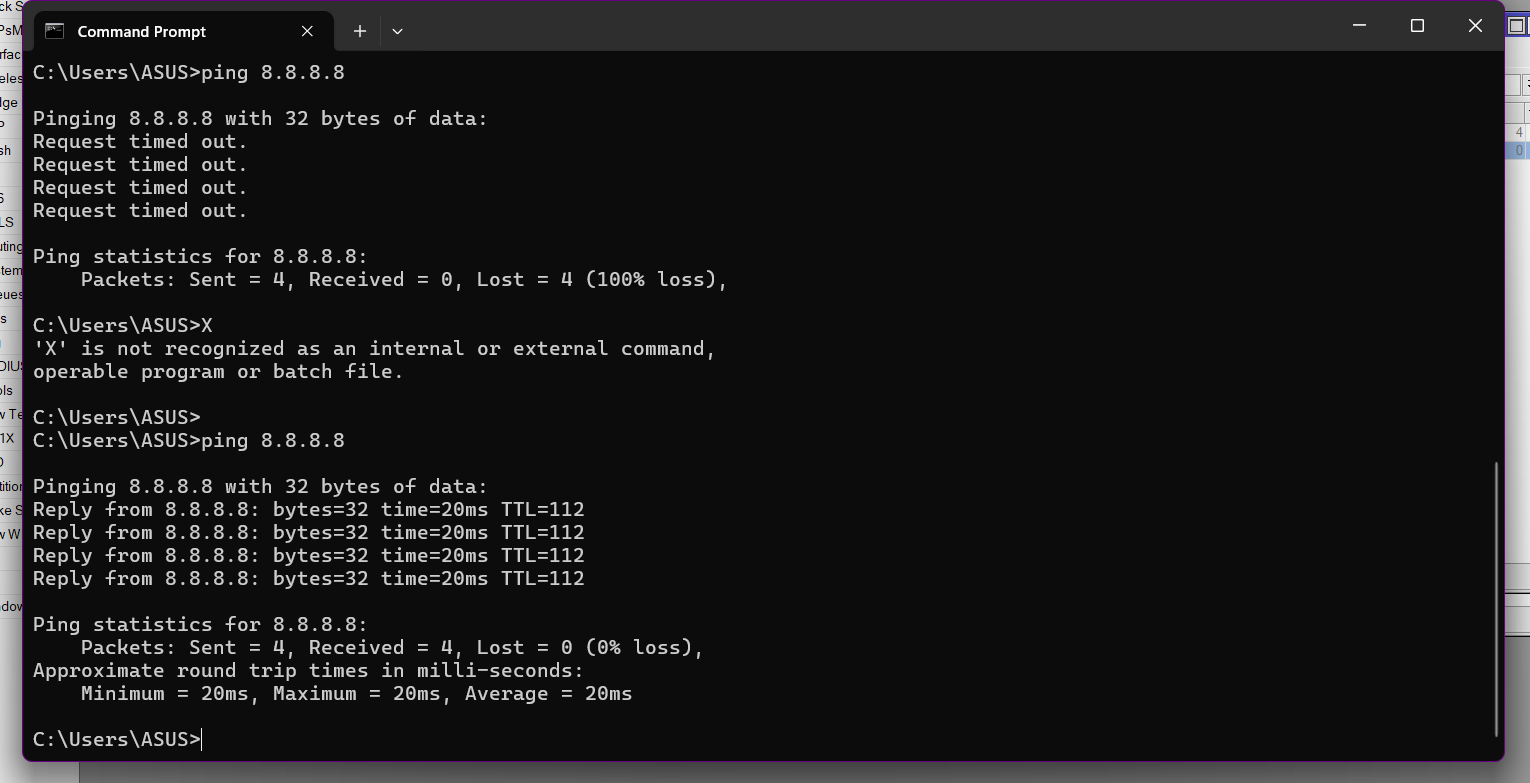 Command Prompt
C:\Users\ASUS>ping 8.8.8.8
Pinging 8.8.8.8 with 32 bytes of data:
Request timed out.
Request timed out.
Request timed out.
Request timed out.
Ping statistics for 8.8.8.8:
Packets: Sent = 4, Received = 0, Lost = 4 (100% loss),
C:\Users\ASUS>X
'X' is not recognized as an internal or external command,
operable program or batch file.
C:\Users\ASUS>
C:\Users\ASUS>ping 8.8.8.8
Pinging 8.8.8.8 with 32 bytes of data:
Reply from 8.8.8.8: bytes=32 time=20ms TTL=112
Reply from 8.8.8.8: bytes=32 time=20ms TTL=112
Reply from 8.8.8.8: bytes=32 time=20ms TTL=112
Reply from 8.8.8.8: bytes=32 time=20ms TTL=112
Ping statistics for 8.8.8.8:
Packets: Sent = 4, Received = 4, Lost = 0 (0% loss),
Approximate round trip times in milli-seconds:
Minimum = 20ms, Maximum = 20ms, Average = 20ms
C:\Users\ASUS>
4
0